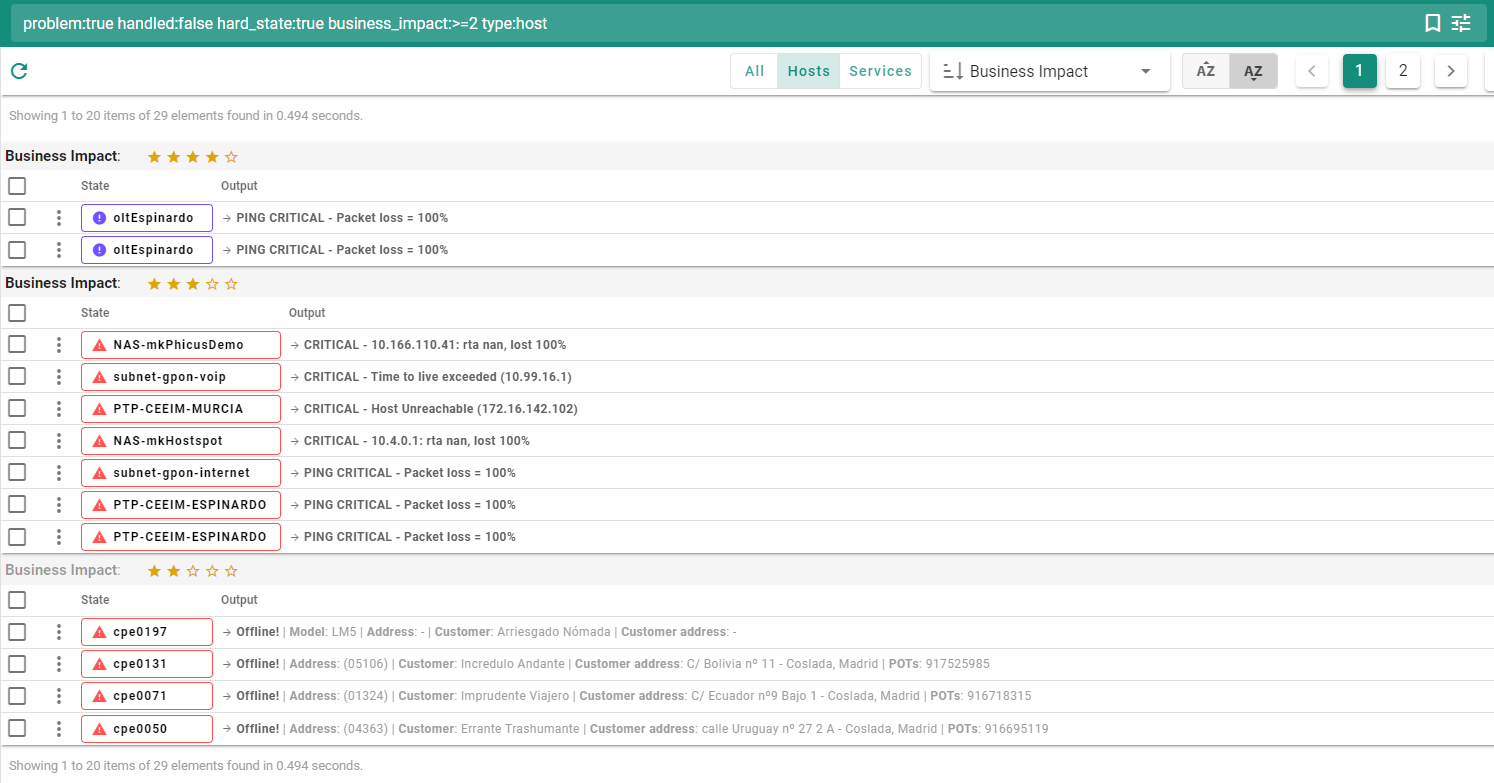 problem:true handled:false hard_state:true business_impact:>=2 type:host
All Hosts Services Business Impact AZ AZ 1 2
Showing 1 to 20 items of 29 elements found in 0.494 seconds.
Business Impact:
State Output
oltEspinardo PING CRITICAL - Packet loss = 100%
oltEspinardo PING CRITICAL - Packet loss = 100%
Business Impact:
State Output
NAS-mkPhicusDemo CRITICAL - 10.166.110.41: rta nan, lost 100%
subnet-gpon-voip CRITICAL - Time to live exceeded (10.99.16.1)
PTP-CEEIM-MURCIA CRITICAL - Host Unreachable (172.16.142.102)
NAS-mkHostspot CRITICAL - 10.4.0.1: rta nan, lost 100%
subnet-gpon-internet PING CRITICAL - Packet loss = 100%
PTP-CEEIM-ESPINARDO PING CRITICAL - Packet loss = 100%
PTP-CEEIM-ESPINARDO PING CRITICAL - Packet loss = 100%
Business Impact:
State Output
cpe0197 Offline! | Model: LM5 | Address: - | Customer: Arriesgado Nómada | Customer address: -
cpe0131 Offline! | Address: (05106) | Customer: Incredulo Andante | Customer address: C/ Bolivia nº 11 - Coslada, Madrid | POTs: 917525985
cpe0071 Offline! | Address: (01324) | Customer: Imprudente Viajero | Customer address: C/ Ecuador nº9 Bajo 1 - Coslada, Madrid | POTs: 916718315
cpe0050 Offline! | Address: (04363) | Customer: Errante Trashumante | Customer address: calle Uruguay nº 27 2 A - Coslada, Madrid | POTs: 916695119
Showing 1 to 20 items of 29 elements found in 0.494 seconds.